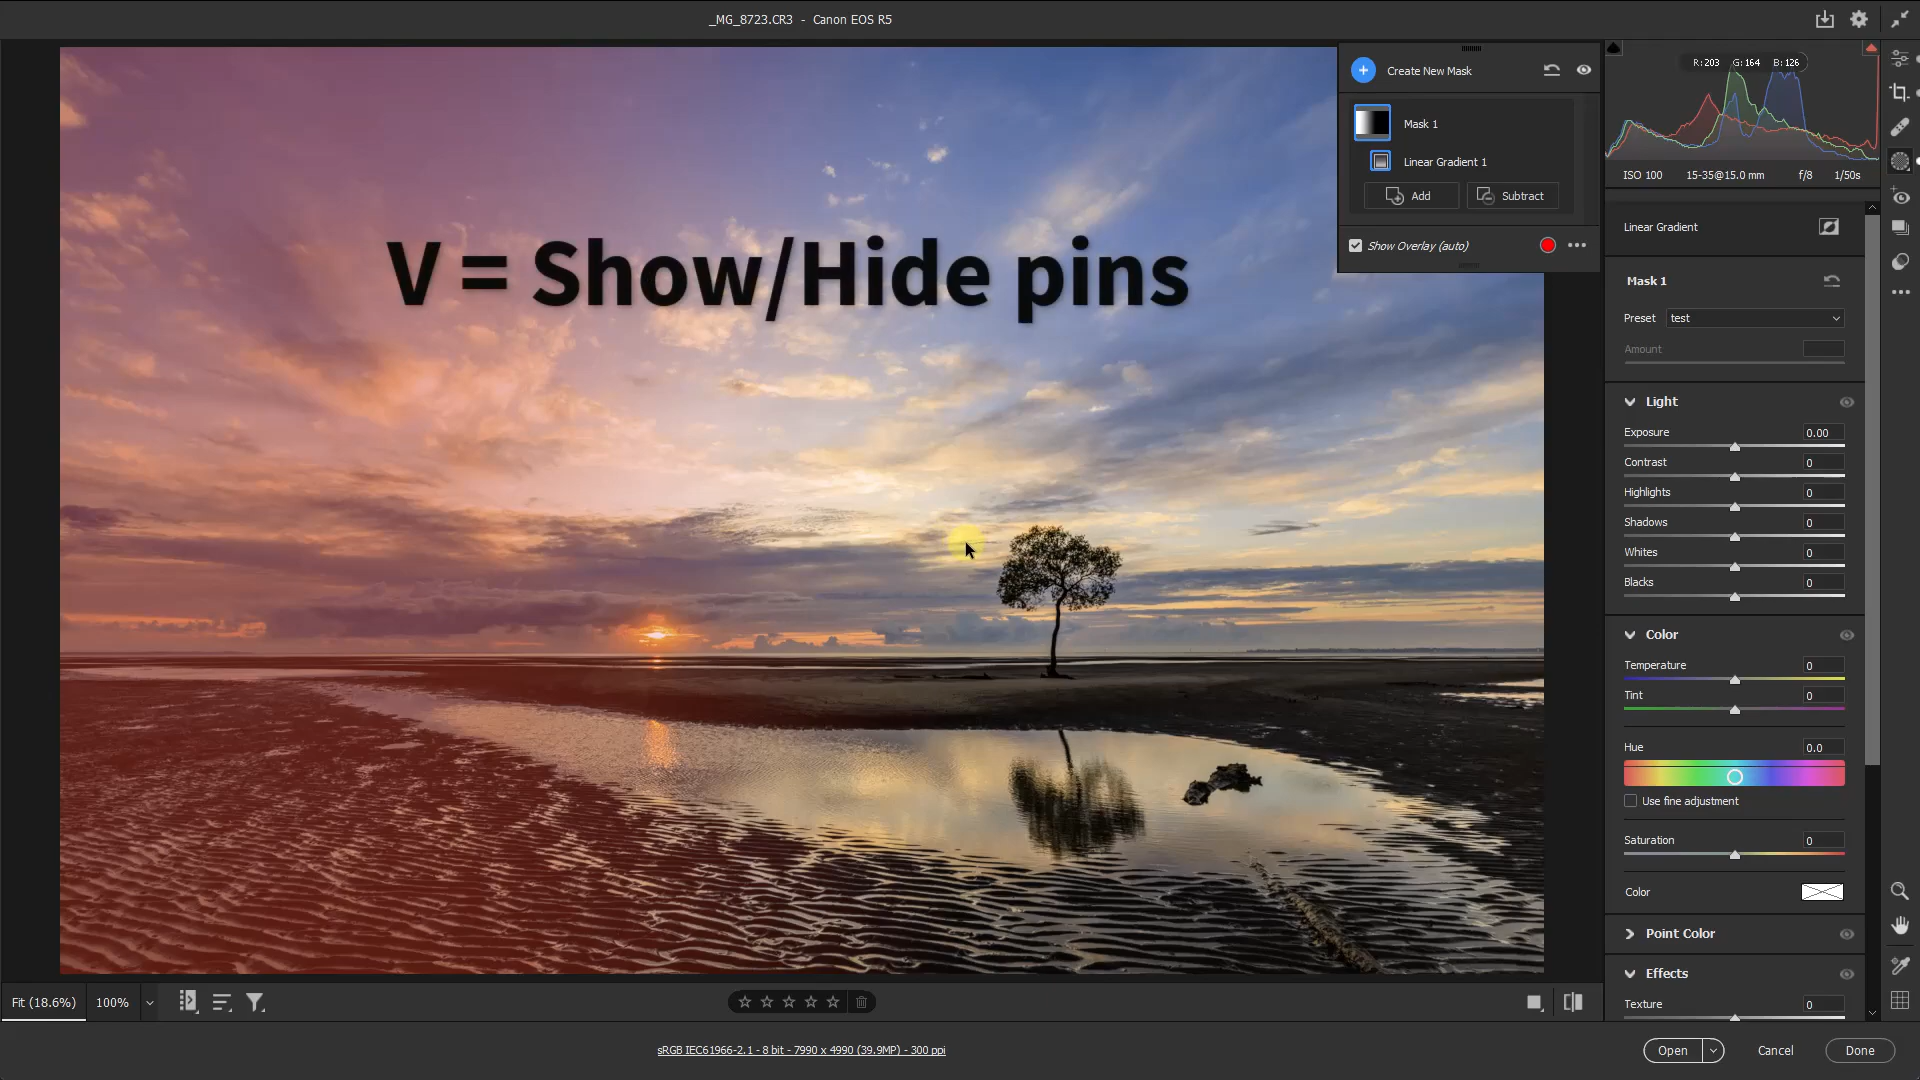 _MG_8723.CR3 - Canon EOS R5
Create New Mask
Mask 1
Linear Gradient 1
Add
Subtract
Show Overlay (auto)
V = Show/Hide pins
R:203 G:164 B:126
ISO 100 15-35@15.0 mm f/8 1/50s
Linear Gradient
Mask 1
Preset test
Amount
Light
Exposure 0.00
Contrast 0
Highlights 0
Shadows 0
Whites 0
Blacks 0
Color
Temperature 0
Tint 0
Hue 0.0
Use fine adjustment
Saturation 0
Color
Point Color
Effects
Texture 0
Fit (18.6%) 100%
sRGB IEC61966-2.1 - 8 bit - 7990 x 4990 (39.9MP) - 300 ppi
Open Cancel Done